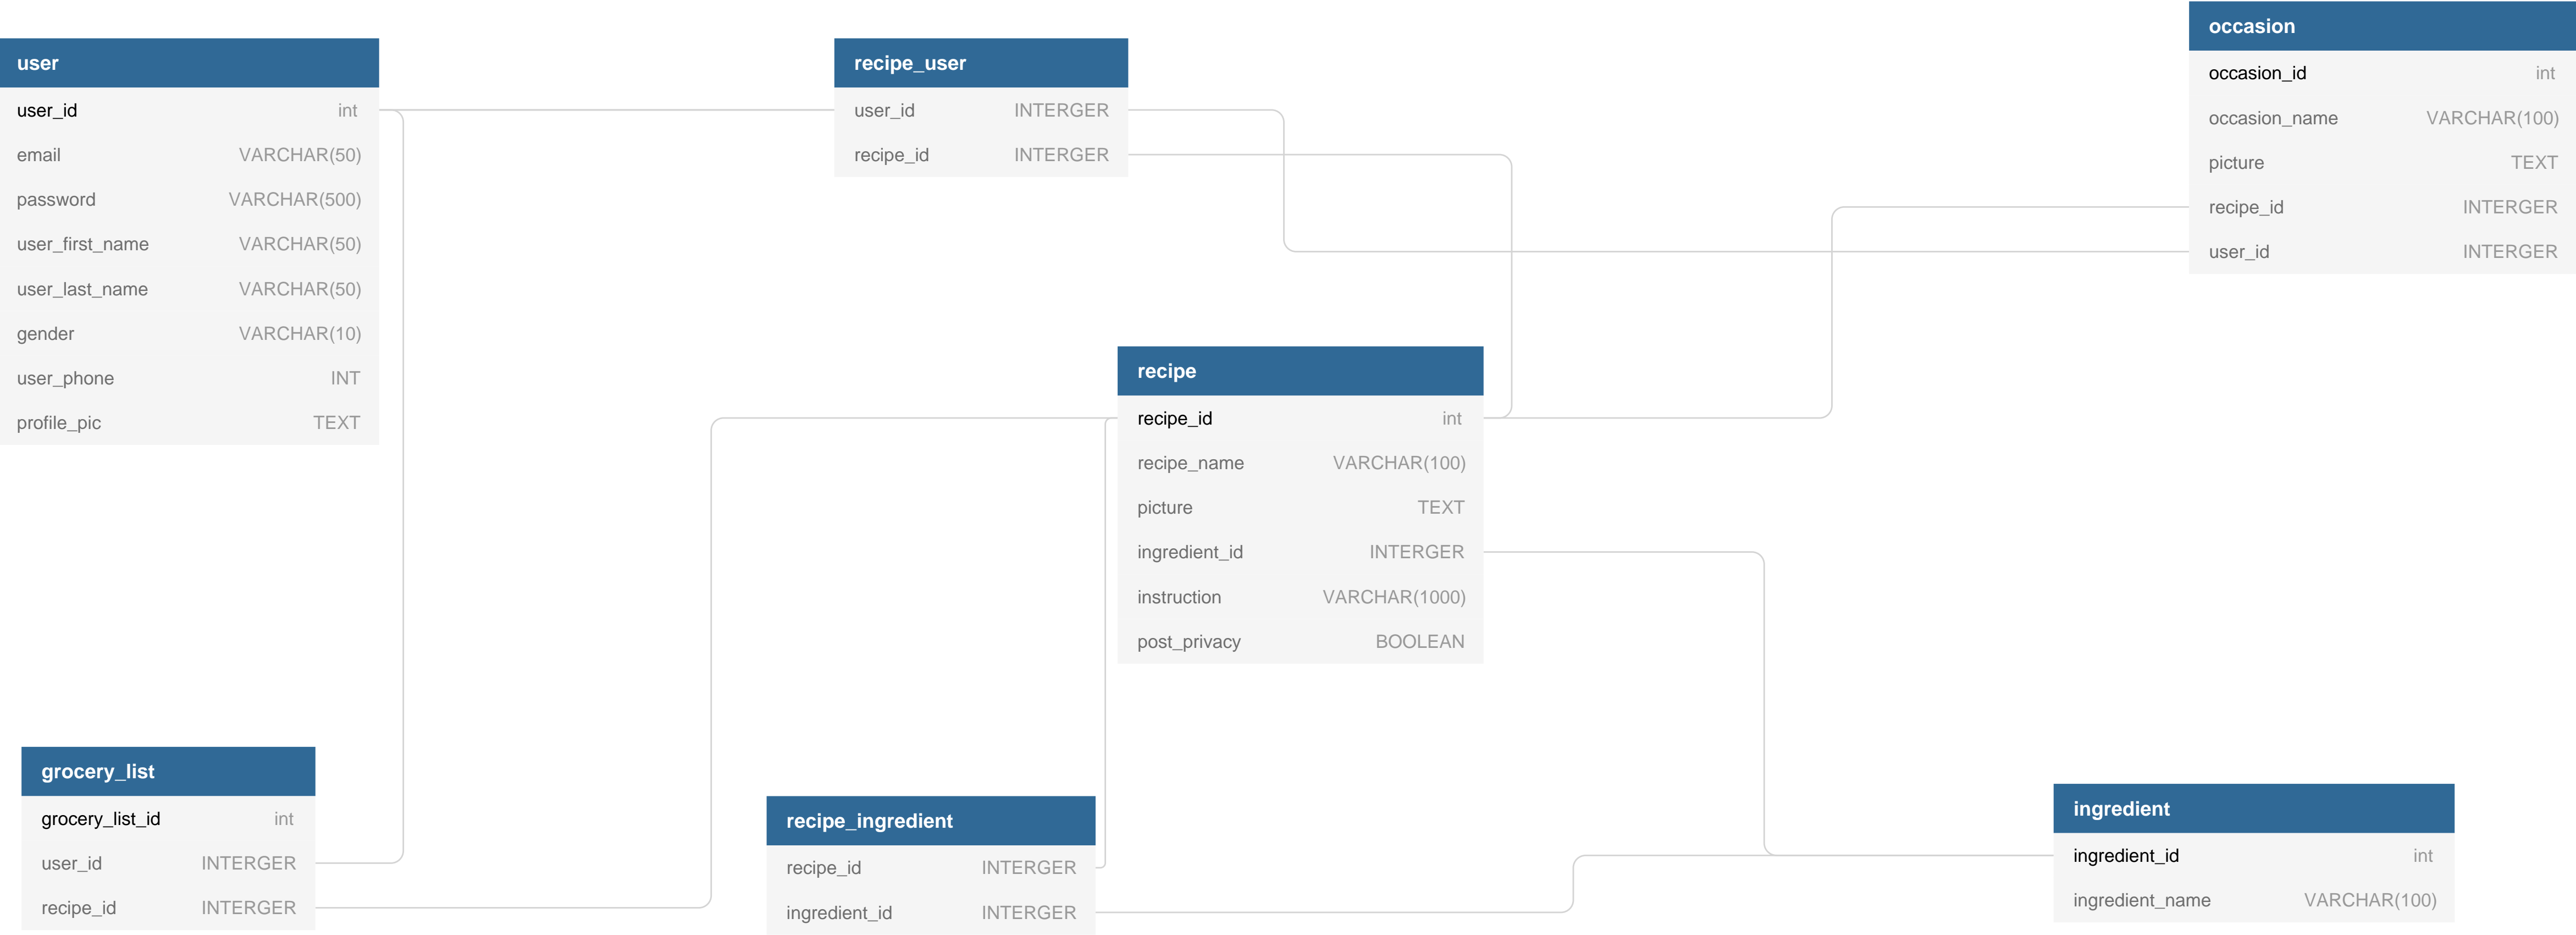 user
user_id int
email VARCHAR(50)
password VARCHAR(500)
user_first_name VARCHAR(50)
user_last_name VARCHAR(50)
gender VARCHAR(10)
user_phone INT
profile_pic TEXT
recipe_user
user_id INTERGER
recipe_id INTERGER
occasion
occasion_id int
occasion_name VARCHAR(100)
picture TEXT
recipe_id INTERGER
user_id INTERGER
recipe
recipe_id int
recipe_name VARCHAR(100)
picture TEXT
ingredient_id INTERGER
instruction VARCHAR(1000)
post_privacy BOOLEAN
grocery_list
grocery_list_id int
user_id INTERGER
recipe_id INTERGER
recipe_ingredient
recipe_id INTERGER
ingredient_id INTERGER
ingredient
ingredient_id int
ingredient_name VARCHAR(100)